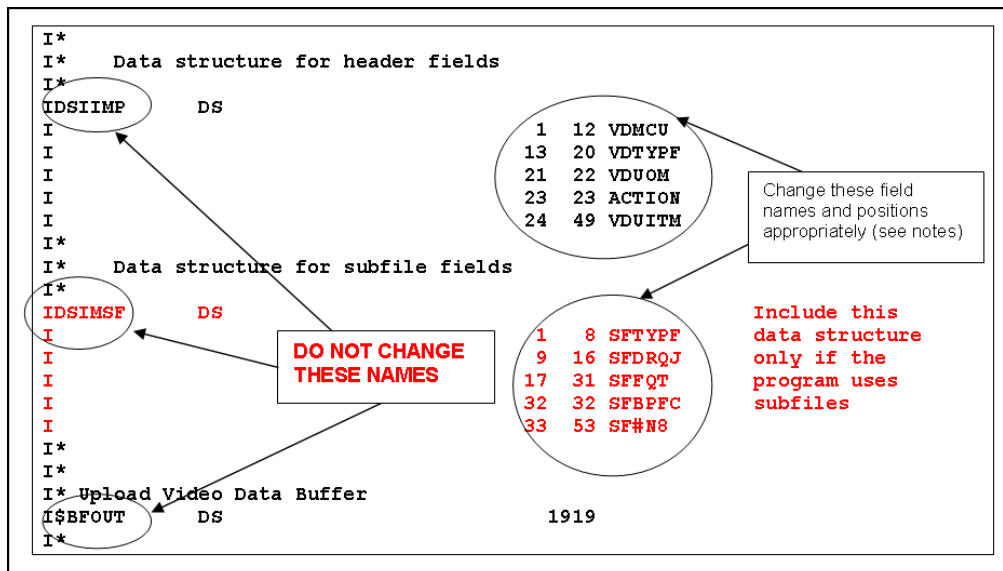 I*
I*    Data structure for header fields
I*
IDSIIMP      DS
I                                         1   12 VDMCU
I                                        13   20 VDTYPF
I                                        21   22 VDUOM
I                                        23   23 ACTION
I                                        24   49 VDUITM
I*
I*    Data structure for subfile fields
I*
IDSIMSF      DS
I                                         1    8 SFTYPF
I                                         9   16 SFDRQJ
I                                        17   31 SFFQT
I                                        32   32 SFBPFC
I                                        33   53 SF#N8
I*
I*
I* Upload Video Data Buffer
I$BFOUT      DS                              1919
I*
Change these field
names and positions
appropriately (see notes)
DO NOT CHANGE
THESE NAMES
Include this
data structure
only if the
program uses
subfiles